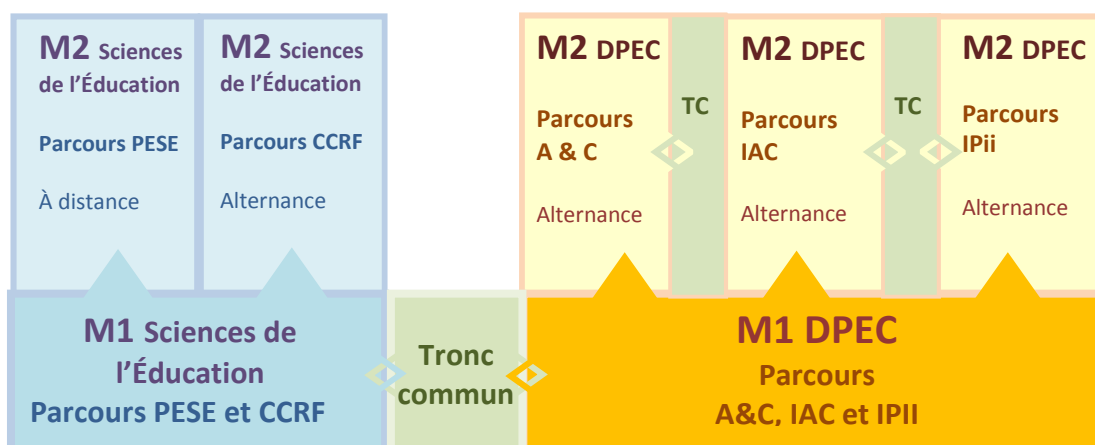 M2 Sciences
de l’Éducation
Parcours PESE
À distance
M2 Sciences
de l’Éducation
Parcours CCRF
Alternance
M2 DPEC
Parcours
A & C
Alternance
TC
M2 DPEC
Parcours
IAC
Alternance
TC
M2 DPEC
Parcours
IPii
Alternance
M1 Sciences de
l’Éducation
Parcours PESE et CCRF
Tronc
commun
M1 DPEC
Parcours
A&C, IAC et IPII